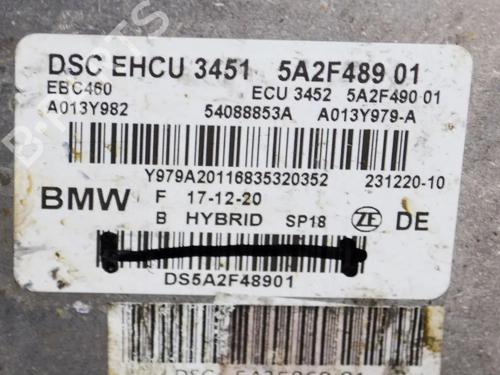 DSC EHCU 3451 5A2F489 01
EBC460 ECU 3452 5A2F490 01
A013Y982 54088853A A013Y979-A
Y979A20116835320352 231220-10
BMW F 17-12-20
B HYBRID SP18 ZF DE
DS5A2F48901
DSC